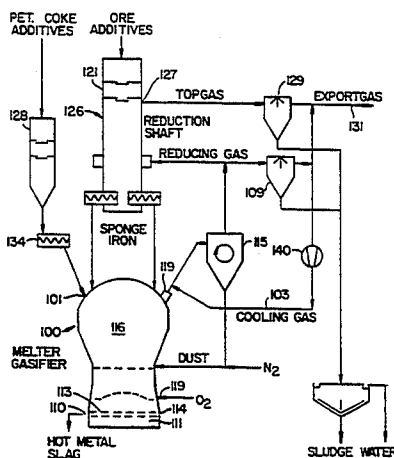 PET. COKE
ADDITIVES
ORE
ADDITIVES
121
127
TOPGAS
129
EXPORTGAS
131
126
REDUCTION
SHAFT
128
REDUCING GAS
109
134
SPONGE
IRON
119
115
140
101
103
COOLING GAS
100
116
MELTER
GASIFIER
DUST
N2
113
119
O2
110
114
111
HOT METAL
SLAG
SLUDGE WATER